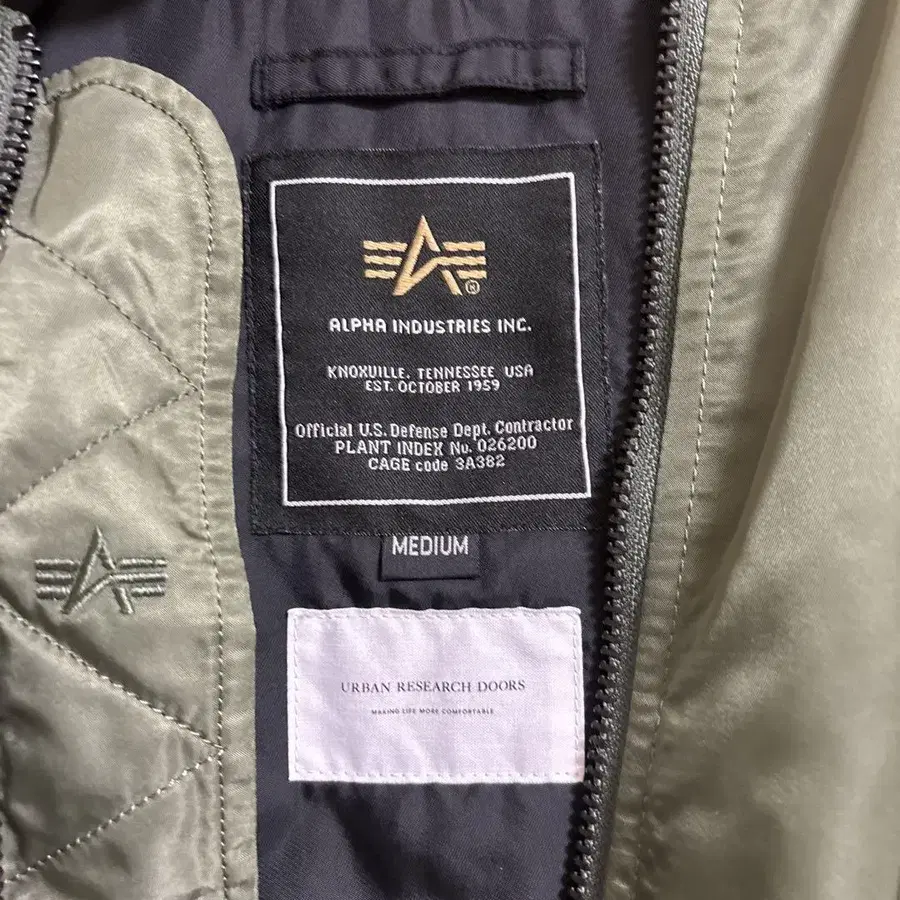 ALPHA INDUSTRIES INC.
KNOXVILLE, TENNESSEE USA
EST. OCTOBER 1959
Official U.S. Defense Dept. Contractor
PLANT INDEX No. 026200
CAGE code 3A382
MEDIUM
URBAN RESEARCH DOORS
MAKING LIFE MORE COMFORTABLE